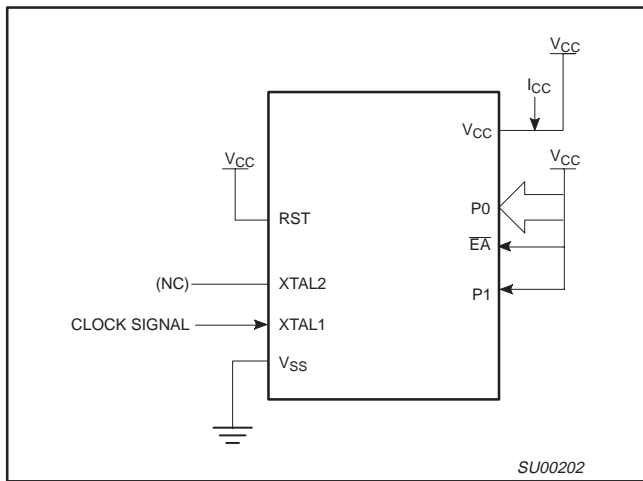 VCC
ICC
VCC
VCC
VCC
P0
RST
EA
(NC)
XTAL2
P1
CLOCK SIGNAL
XTAL1
VSS
SU00202